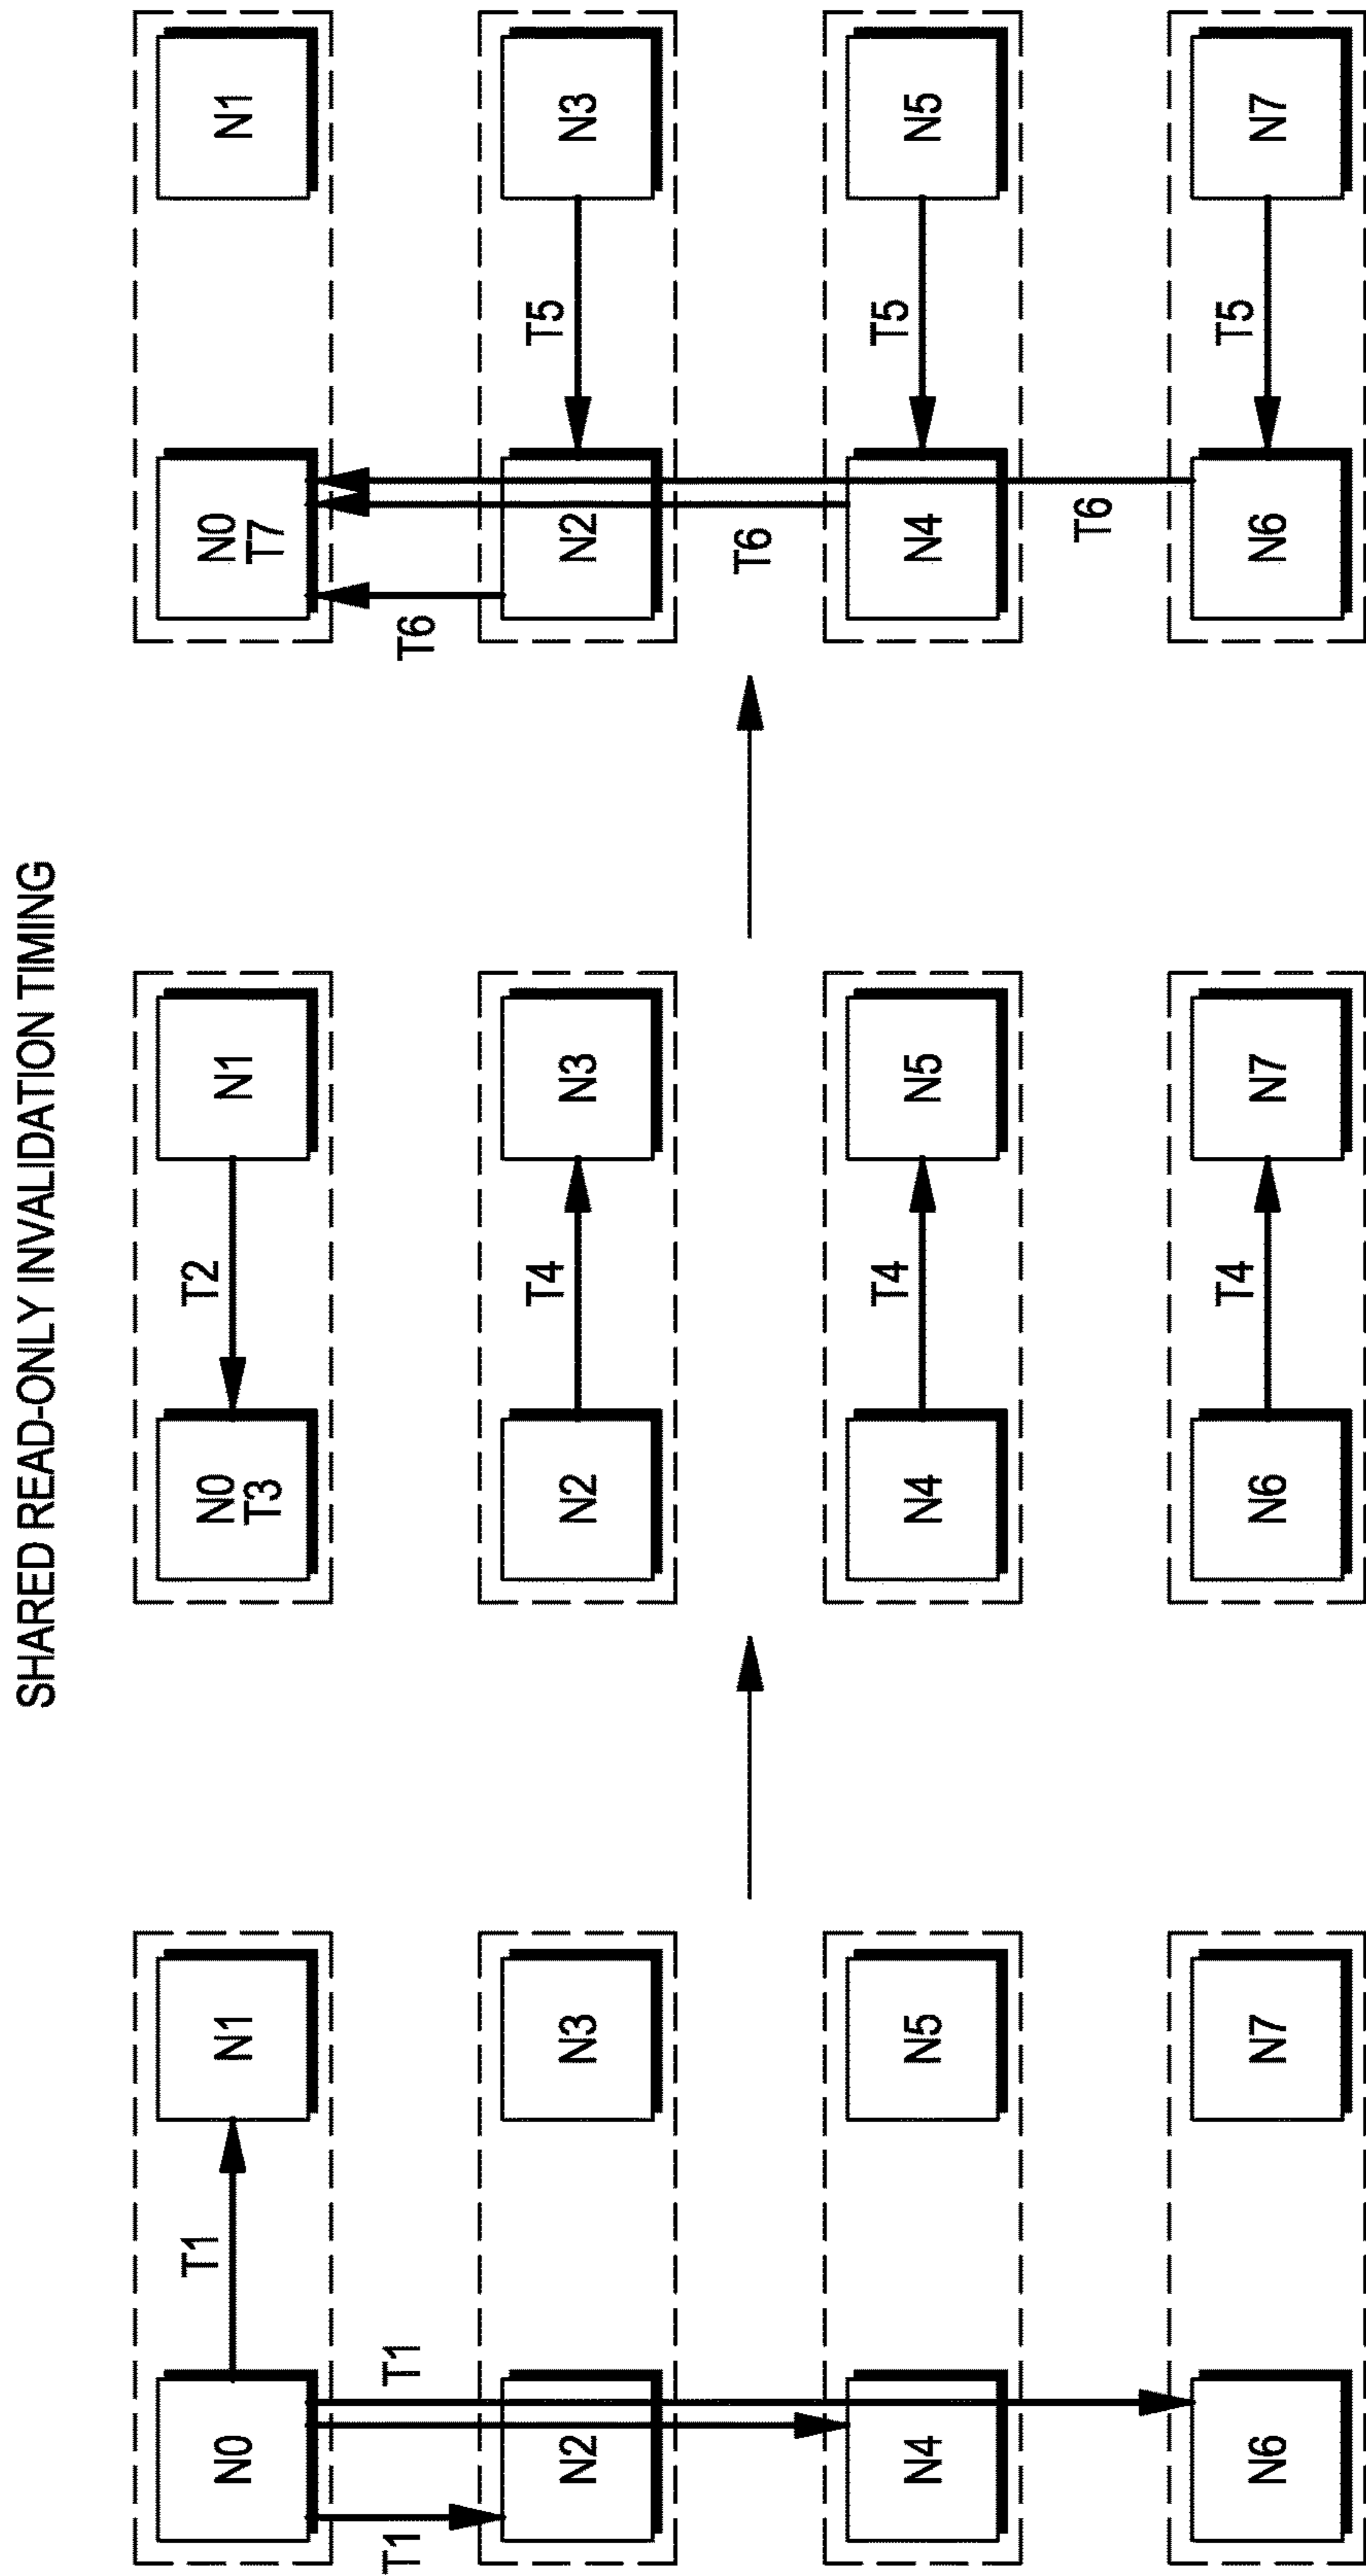 SHARED READ-ONLY INVALIDATION TIMING
N0
T1
N1
T1
T1
N2
N3
N4
N5
N6
N7
N0
T3
T2
N1
N2
T4
N3
N4
T4
N5
N6
T4
N7
N0
T7
N1
T6
N2
T5
N3
T6
N4
T5
N5
T6
N6
T5
N7